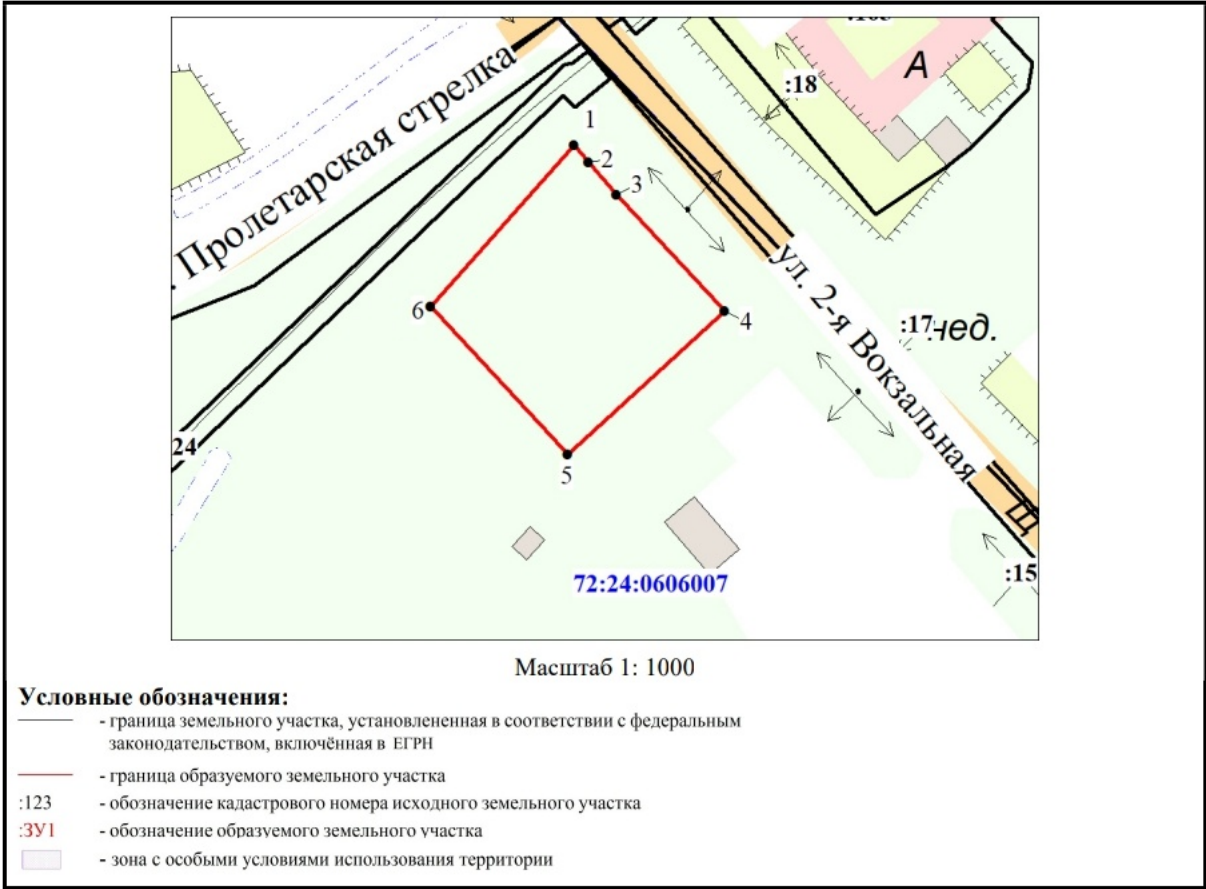 :18
А
. Пролетарская стрелка
1
2
3
4
5
6
ул. 2-я Вокзальная
:17
нед.
24
Ц
:15
72:24:0606007
Масштаб 1: 1000
Условные обозначения:
- граница земельного участка, установлененная в соответствии с федеральным
законодательством, включённая в ЕГРН
- граница образуемого земельного участка
:123 - обозначение кадастрового номера исходного земельного участка
:ЗУ1 - обозначение образуемого земельного участка
- зона с особыми условиями использования территории